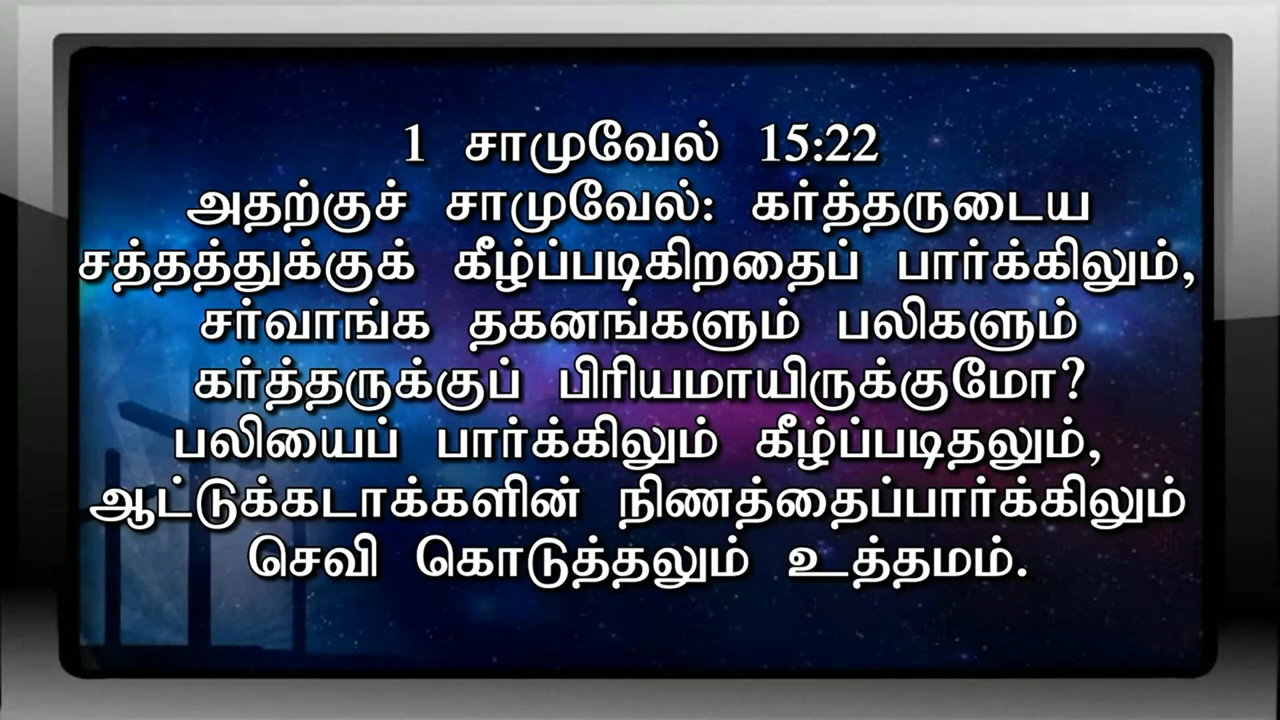 1 சாமுவேல் 15:22
அதற்குச் சாமுவேல்: கர்த்தருடைய
சத்தத்துக்குக் கீழ்ப்படிகிறதைப் பார்க்கிலும்,
சர்வாங்க தகனங்களும் பலிகளும்
கர்த்தருக்குப் பிரியமாயிருக்குமோ?
பலியைப் பார்க்கிலும் கீழ்ப்படிதலும்,
ஆட்டுக்கடாக்களின் நிணத்தைப்பார்க்கிலும்
செவி கொடுத்தலும் உத்தமம்.